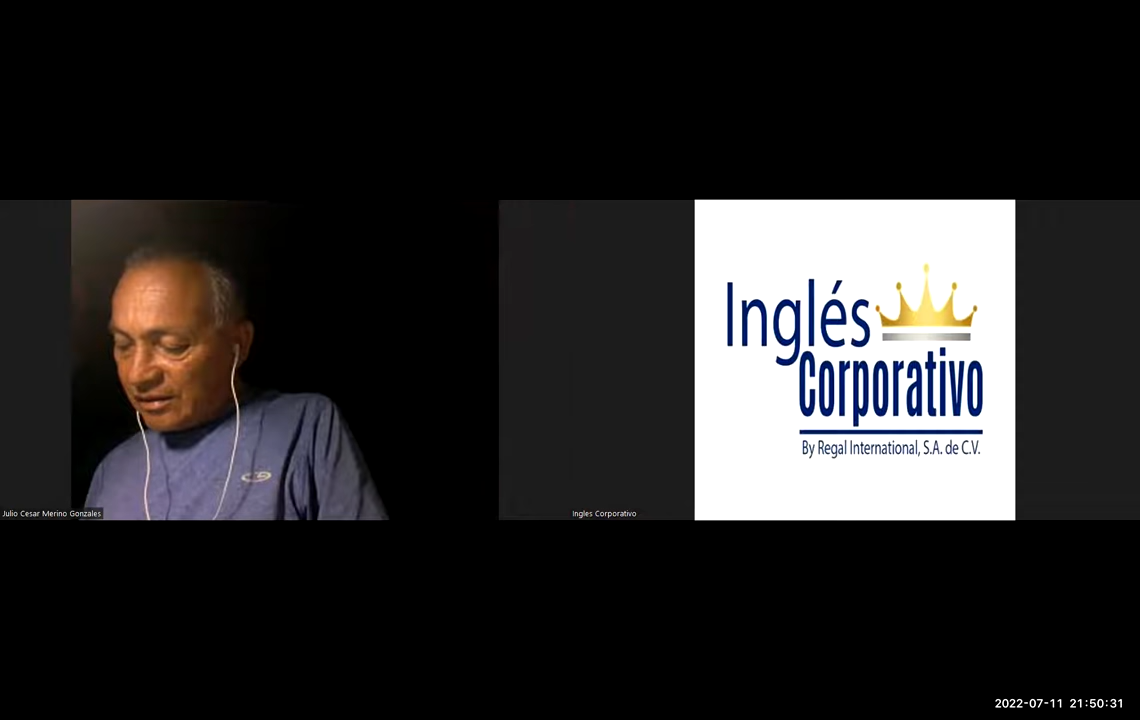 Inglés
Corporativo
By Regal International, S.A. de C.V.
Julio Cesar Merino Gonzales
Ingles Corporativo
2022-07-11 21:50:31